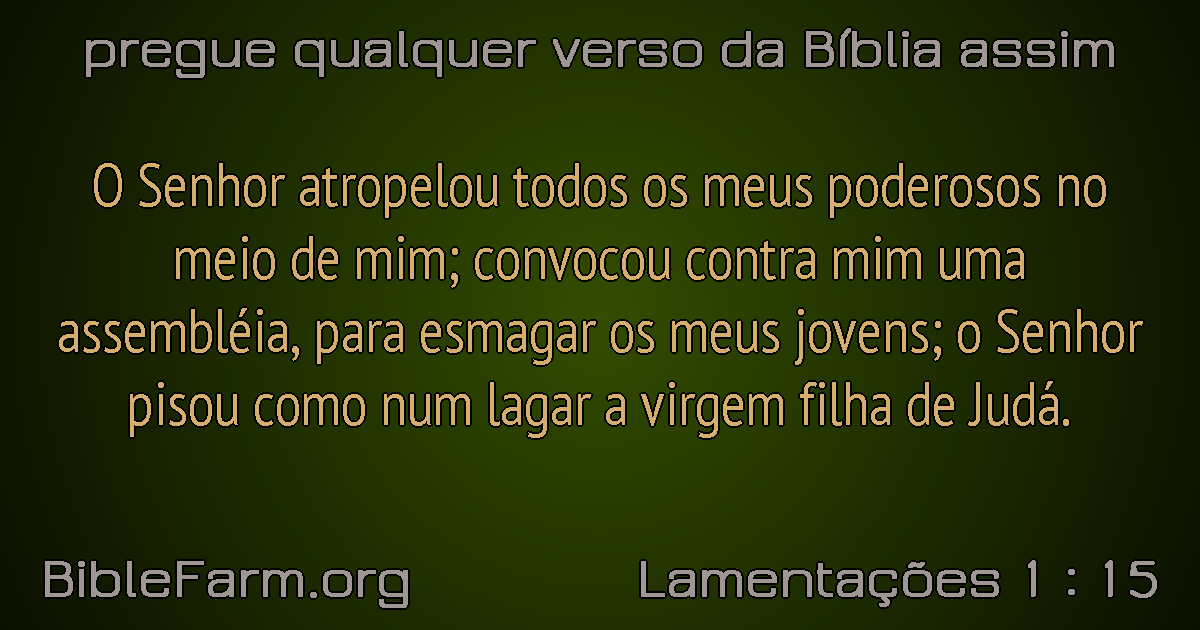 pregue qualquer verso da Bíblia assim
O Senhor atropelou todos os meus poderosos no
meio de mim; convocou contra mim uma
assembléia, para esmagar os meus jovens; o Senhor
pisou como num lagar a virgem filha de Judá.
BibleFarm.org
Lamentações 1 : 15